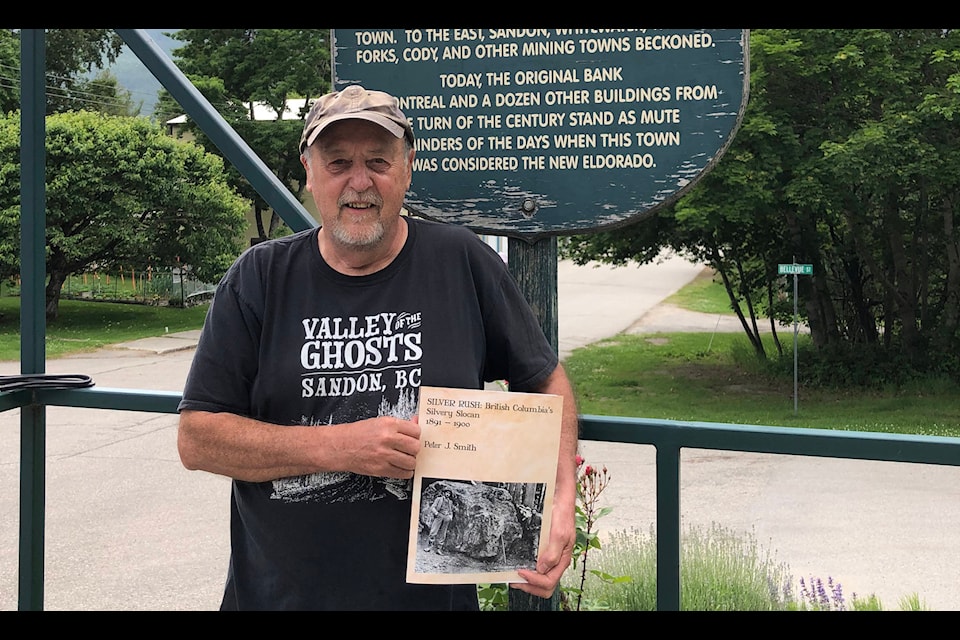 TOWN. TO THE EAST, SANDON, WHITEWATER,
FORKS, CODY, AND OTHER MINING TOWNS BECKONED.
TODAY, THE ORIGINAL BANK
MONTREAL AND A DOZEN OTHER BUILDINGS FROM
TURN OF THE CENTURY STAND AS MUTE
WAS CONSIDERED THE NEW ELDORADO.
OF THE DAYS WHEN THIS TOWN
BELLEVUE ST
VALLEY OF THE
GHOSTS
SANDON, BC
SILVER RUSH: British Columbia's
Silvery Slocan
1891 – 1900
Peter J. Smith